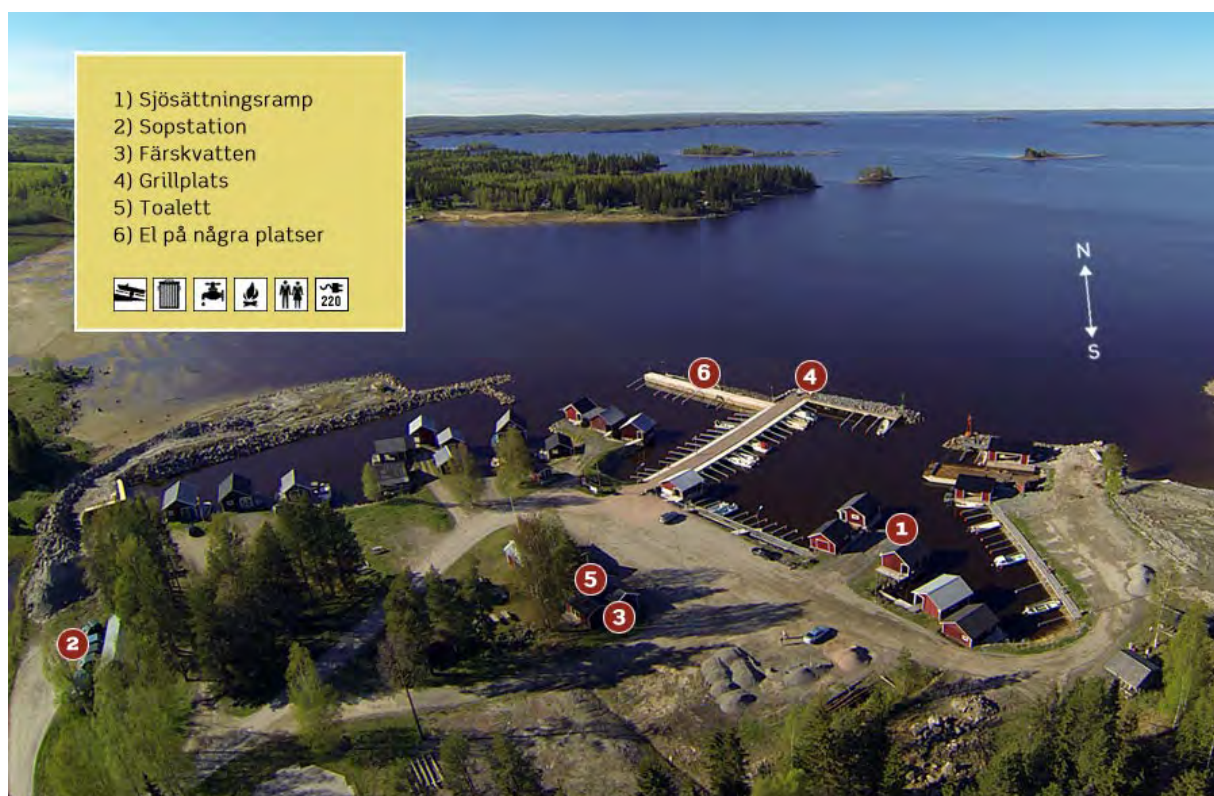 1) Sjösättningsramp
2) Sopstation
3) Färskvatten
4) Grillplats
5) Toalett
6) El på några platser
220
N
S
6
4
1
5
3
2